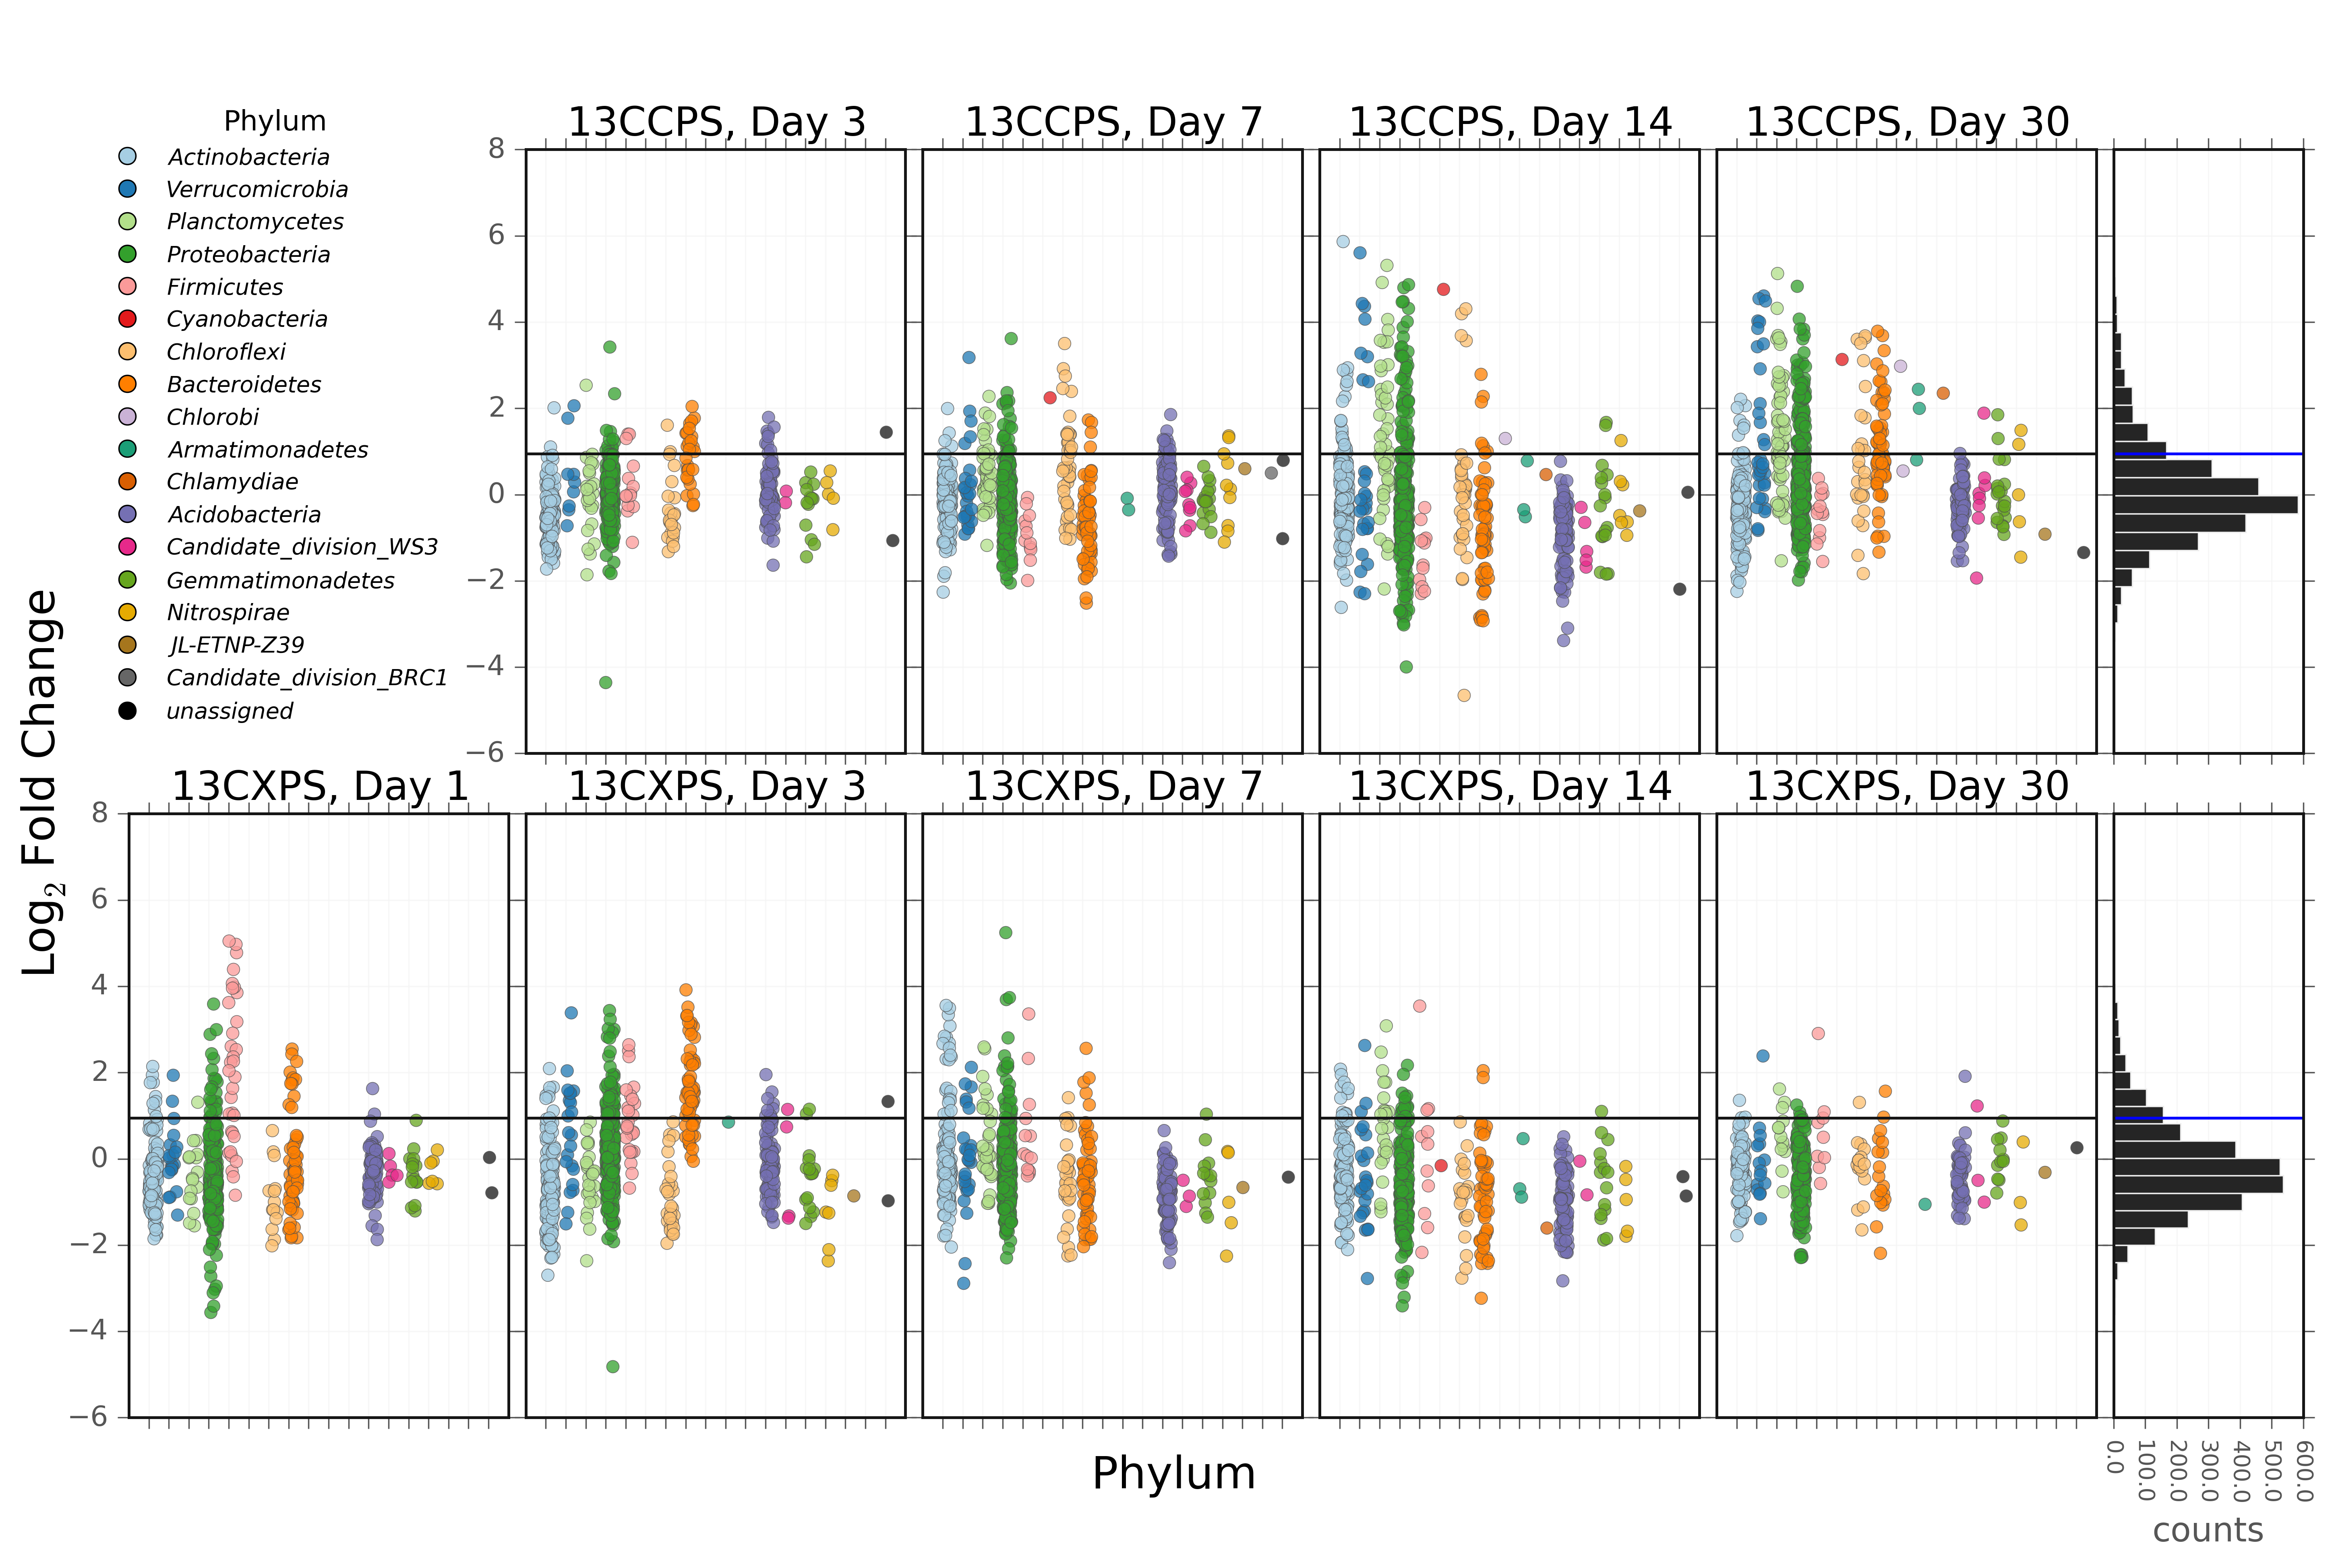 13CCPS, Day 3
13CCPS, Day 7
13CCPS, Day 14
13CCPS, Day 30
Phylum
Actinobacteria
Verrucomicrobia
Planctomycetes
Proteobacteria
Firmicutes
Cyanobacteria
Chloroflexi
Bacteroidetes
Chlorobi
Armatimonadetes
Chlamydiae
Acidobacteria
Candidate_division_WS3
Gemmatimonadetes
Nitrospirae
JL-ETNP-Z39
Candidate_division_BRC1
unassigned
8
6
4
2
0
−2
−4
−6
Log2 Fold Change
13CXPS, Day 1
13CXPS, Day 3
13CXPS, Day 7
13CXPS, Day 14
13CXPS, Day 30
8
6
4
2
0
−2
−4
−6
0.0
100.0
200.0
300.0
400.0
500.0
600.0
Phylum
counts